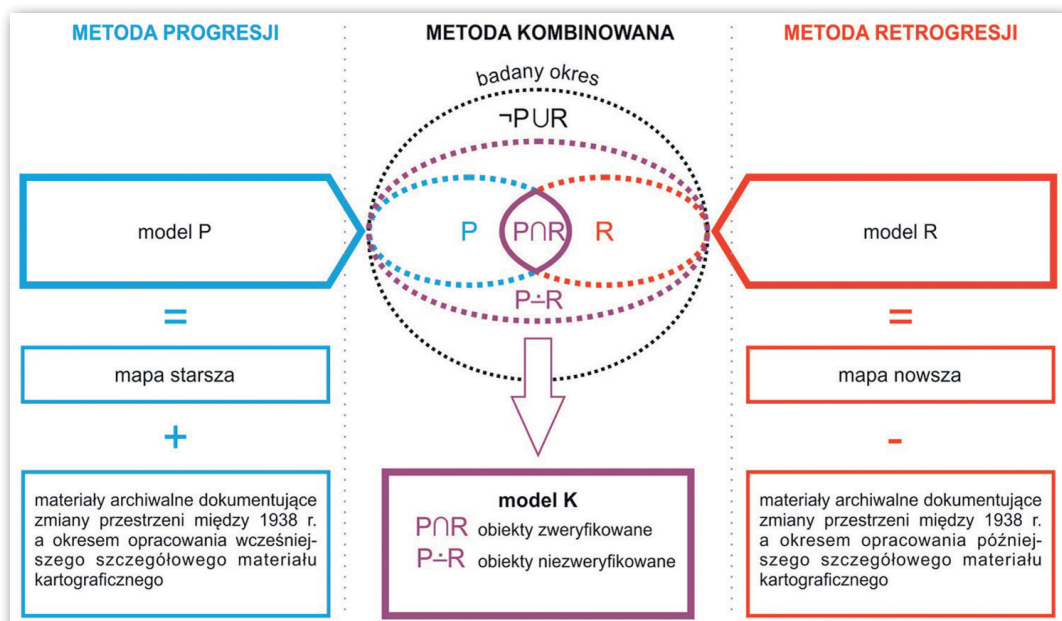 METODA PROGRESJI
model P
=
mapa starsza
+
materiały archiwalne dokumentujące
zmiany przestrzeni między 1938 r.
a okresem opracowania wcześniej-
szego szczegółowego materiału
kartograficznego
METODA KOMBINOWANA
badany okres
¬P∪R
P
P∩R
R
P∸R
model K
P∩R obiekty zweryfikowane
P∸R obiekty niezweryfikowane
METODA RETROGRESJI
model R
=
mapa nowsza
-
materiały archiwalne dokumentujące
zmiany przestrzeni między 1938 r.
a okresem opracowania później-
szego szczegółowego materiału
kartograficznego